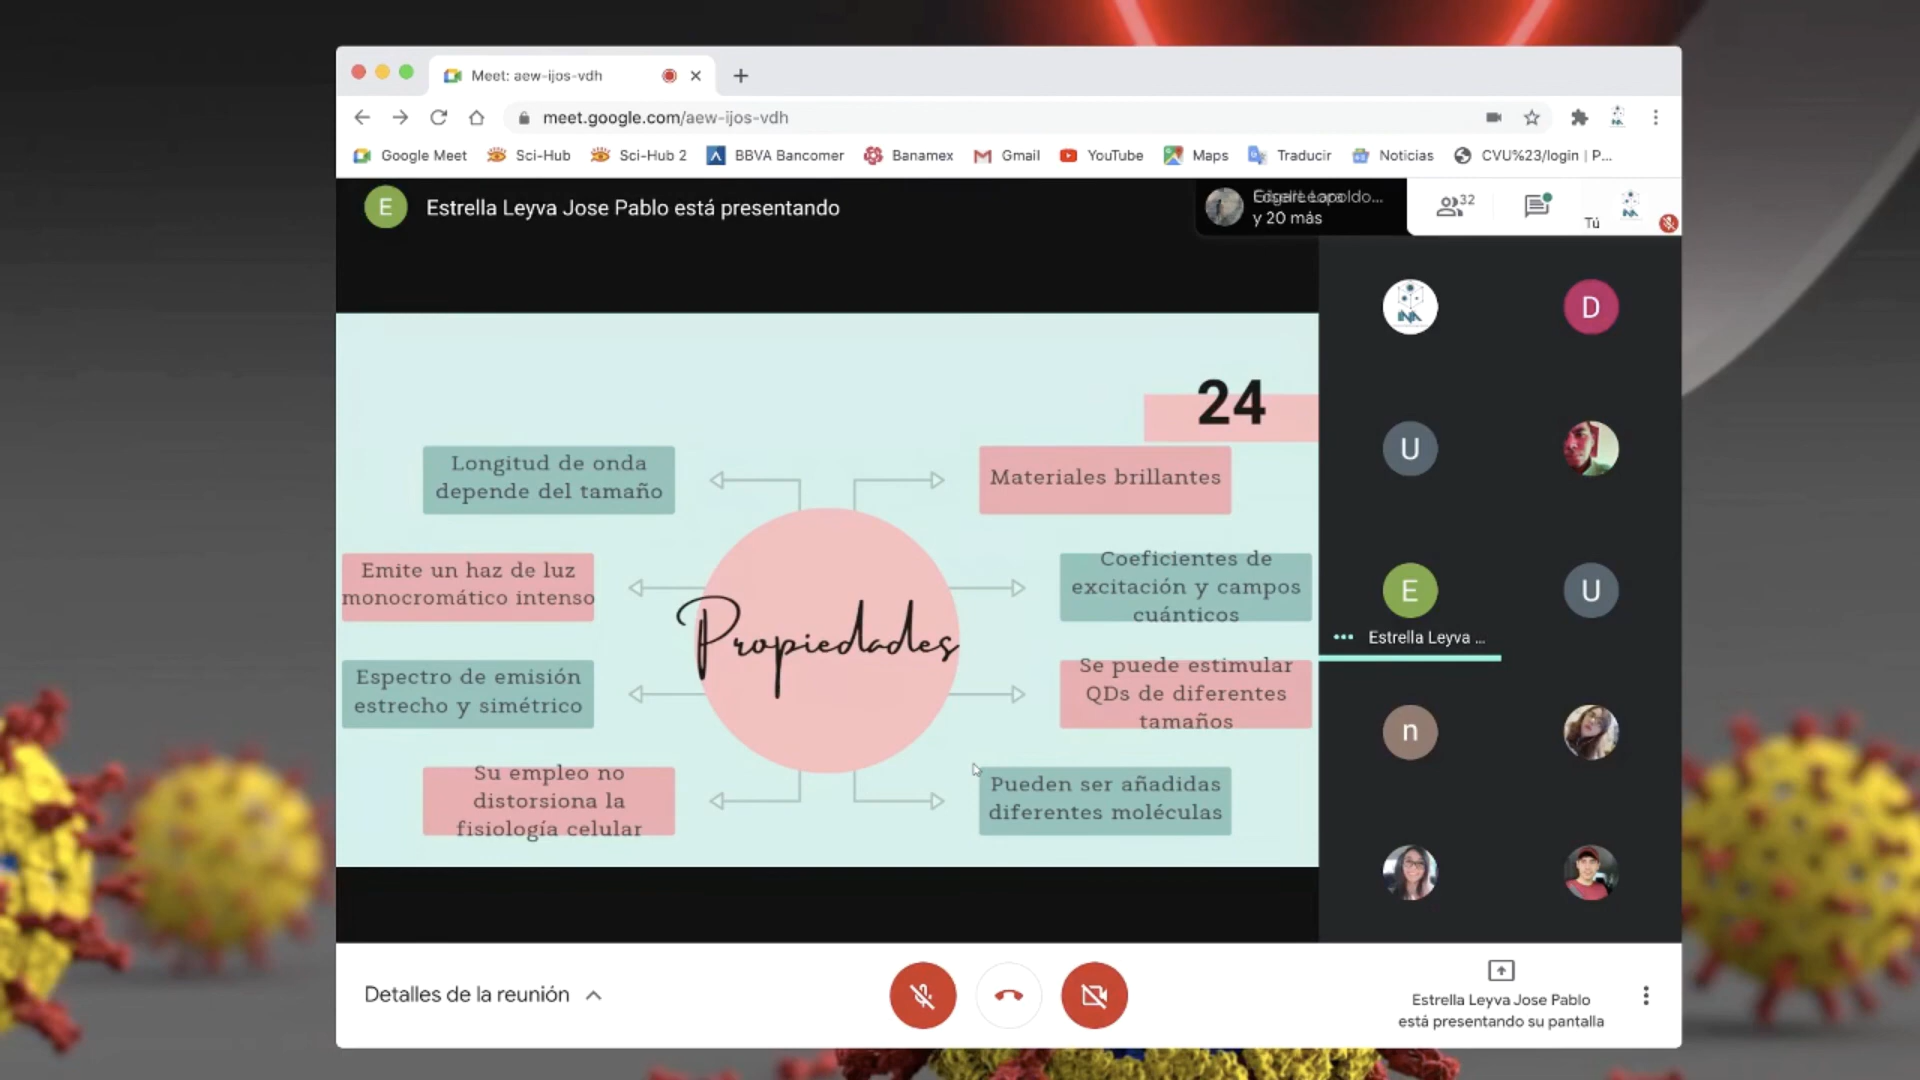 Meet: aew-ijos-vdh
meet.google.com/aew-ijos-vdh
Google Meet
Sci-Hub
Sci-Hub 2
BBVA Bancomer
Banamex
Gmail
YouTube
Maps
Traducir
Noticias
CVU%23/login | P...
E
Estrella Leyva Jose Pablo está presentando
y 20 más
32
Tú
INA
D
24
Longitud de onda
depende del tamaño
Materiales brillantes
U
Emite un haz de luz
monocromático intenso
Coeficientes de
excitación y campos
cuánticos
E
U
Estrella Leyva ...
Propiedades
Espectro de emisión
estrecho y simétrico
Se puede estimular
QDs de diferentes
tamaños
n
Su empleo no
distorsiona la
fisiología celular
Pueden ser añadidas
diferentes moléculas
Detalles de la reunión
Estrella Leyva Jose Pablo
está presentando su pantalla